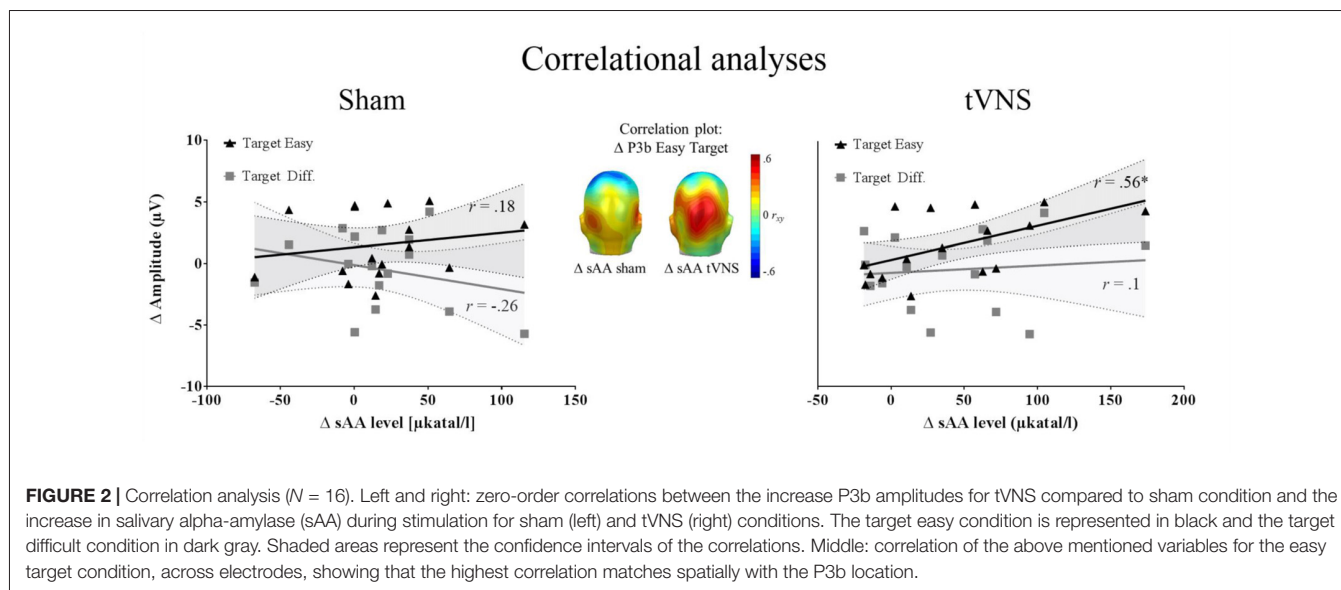 Correlational analyses
Sham
tVNS
10
5
0
-5
-10
Δ Amplitude (μV)
Target Easy
Target Diff.
r = .18
r = -.26
-100
-50
0
50
100
150
Δ sAA level [μkatal/l]
Correlation plot:
Δ P3b Easy Target
.6
0 rxy
-.6
Δ sAA sham
Δ sAA tVNS
Target Easy
Target Diff.
r = .56*
r = .1
-50
0
50
100
150
200
Δ sAA level (μkatal/l)
FIGURE 2 | Correlation analysis (N = 16). Left and right: zero-order correlations between the increase P3b amplitudes for tVNS compared to sham condition and the
increase in salivary alpha-amylase (sAA) during stimulation for sham (left) and tVNS (right) conditions. The target easy condition is represented in black and the target
difficult condition in dark gray. Shaded areas represent the confidence intervals of the correlations. Middle: correlation of the above mentioned variables for the easy
target condition, across electrodes, showing that the highest correlation matches spatially with the P3b location.